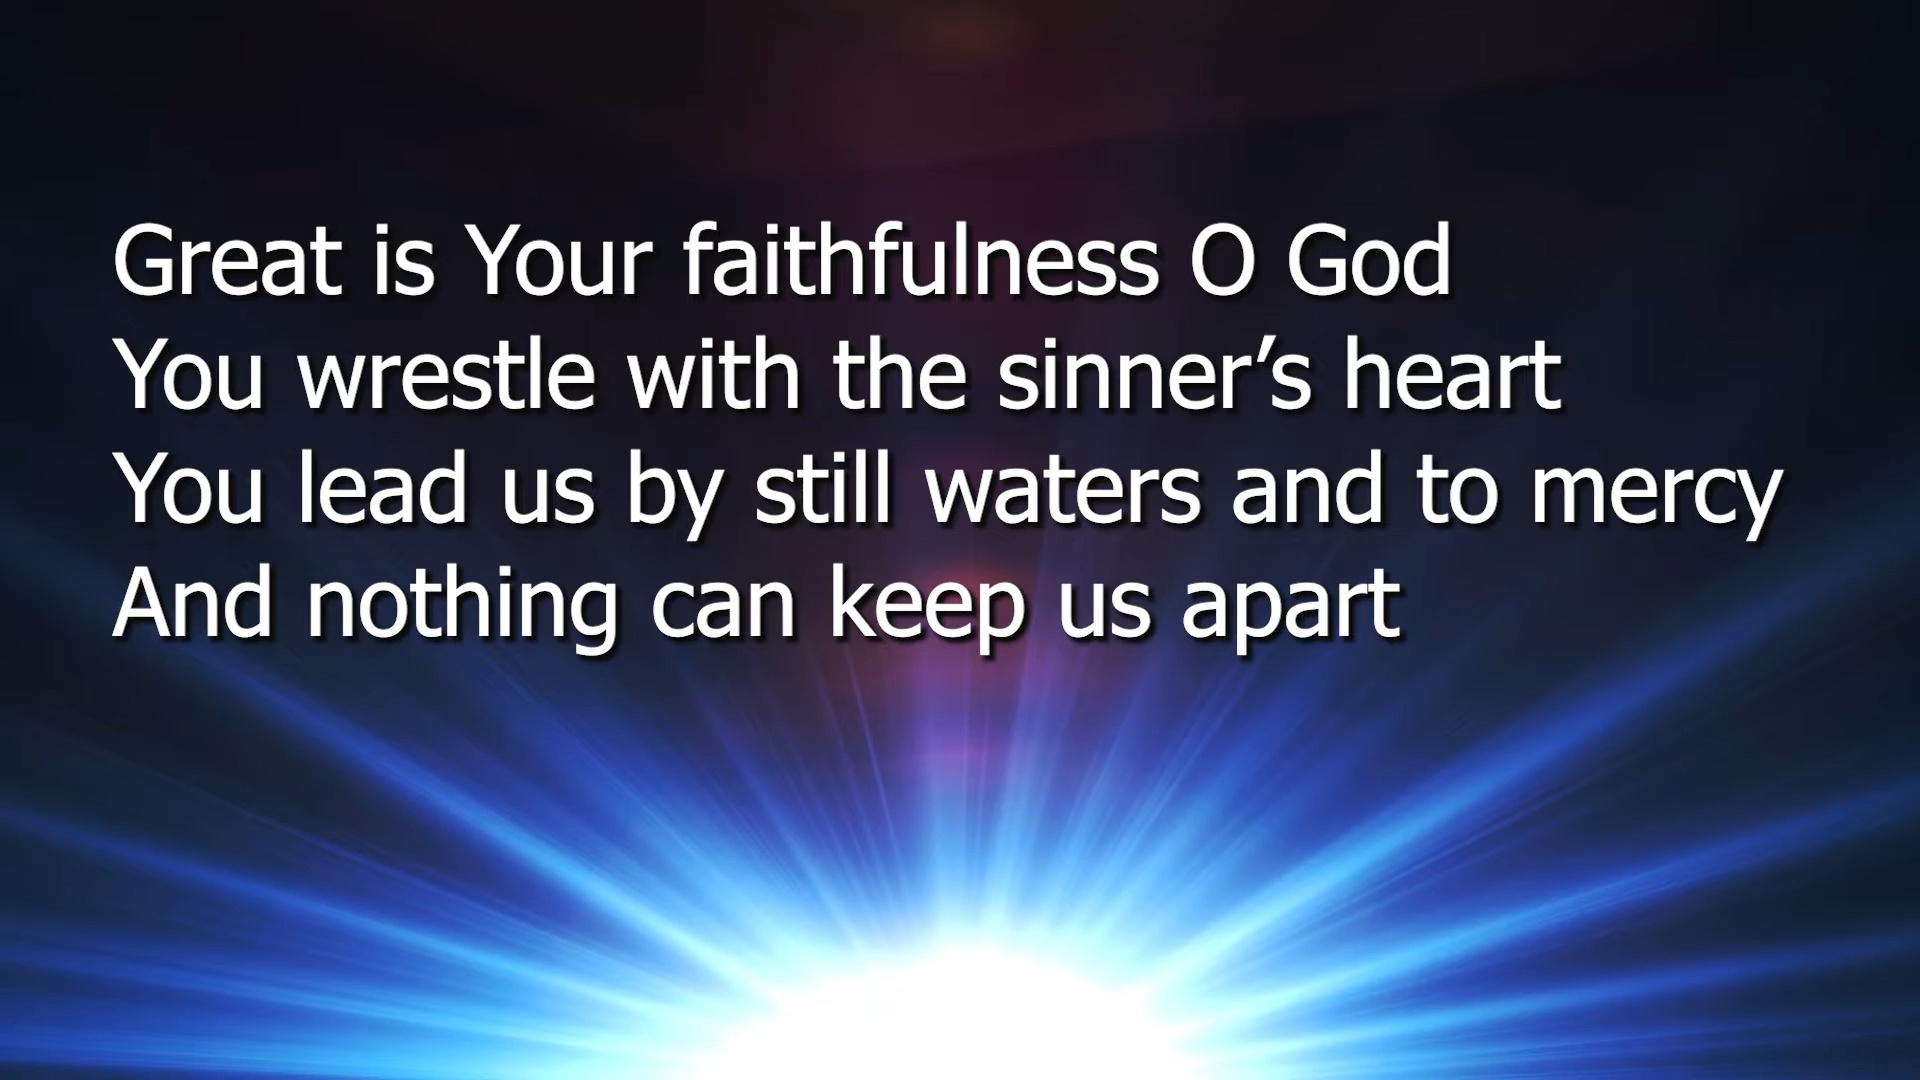 Great is Your faithfulness O God
You wrestle with the sinner’s heart
You lead us by still waters and to mercy
And nothing can keep us apart